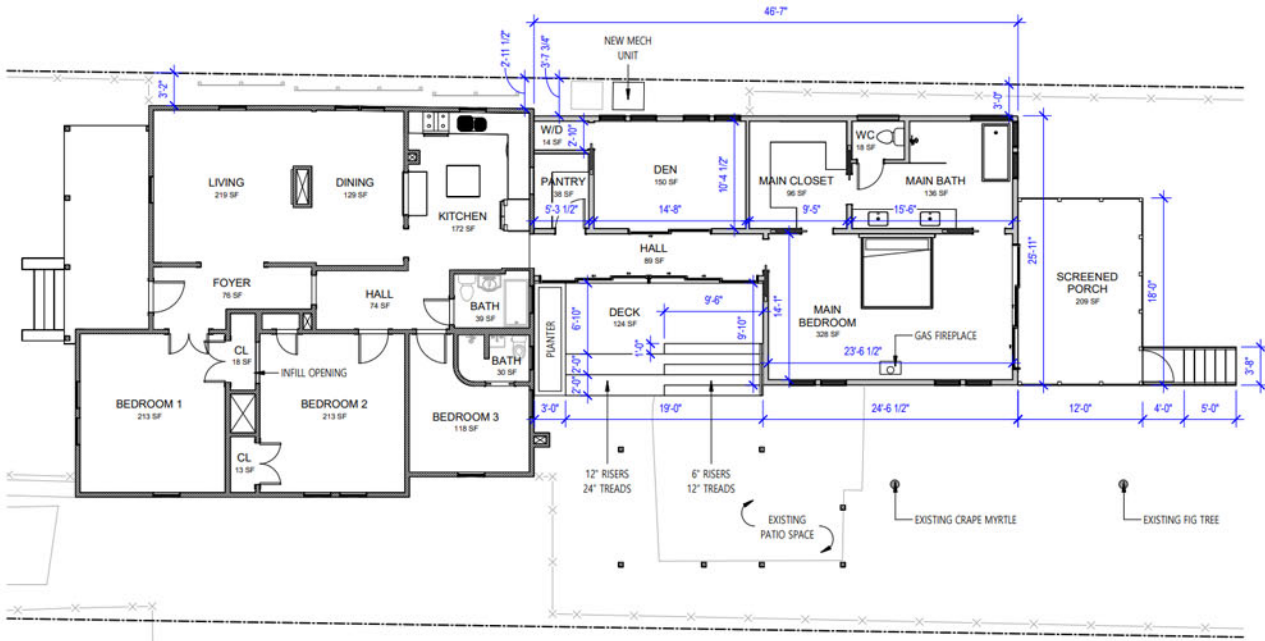 46'-7"
NEW MECH
UNIT
2'-11 1/2"
3'-7 3/4"
3'-2"
3'-0"
W/D
14 SF
2'-10"
WC
18 SF
LIVING
219 SF
DINING
129 SF
KITCHEN
172 SF
PANTRY
38 SF
5'-3 1/2"
DEN
150 SF
14'-8"
10'-4 1/2"
MAIN CLOSET
96 SF
9'-5"
MAIN BATH
136 SF
15'-6"
25'-11"
FOYER
76 SF
HALL
74 SF
HALL
89 SF
BATH
39 SF
DECK
124 SF
PLANTER
6'-10"
9'-6"
9'-10"
1'-0"
2'-0"
2'-0"
14'-1"
MAIN
BEDROOM
328 SF
GAS FIREPLACE
23'-6 1/2"
SCREENED
PORCH
209 SF
18'-0"
3'-8"
CL
18 SF
INFILL OPENING
BATH
30 SF
BEDROOM 1
213 SF
BEDROOM 2
213 SF
BEDROOM 3
118 SF
CL
13 SF
3'-0"
19'-0"
24'-6 1/2"
12'-0"
4'-0"
5'-0"
12" RISERS
24" TREADS
6" RISERS
12" TREADS
EXISTING
PATIO SPACE
EXISTING CRAPE MYRTLE
EXISTING FIG TREE